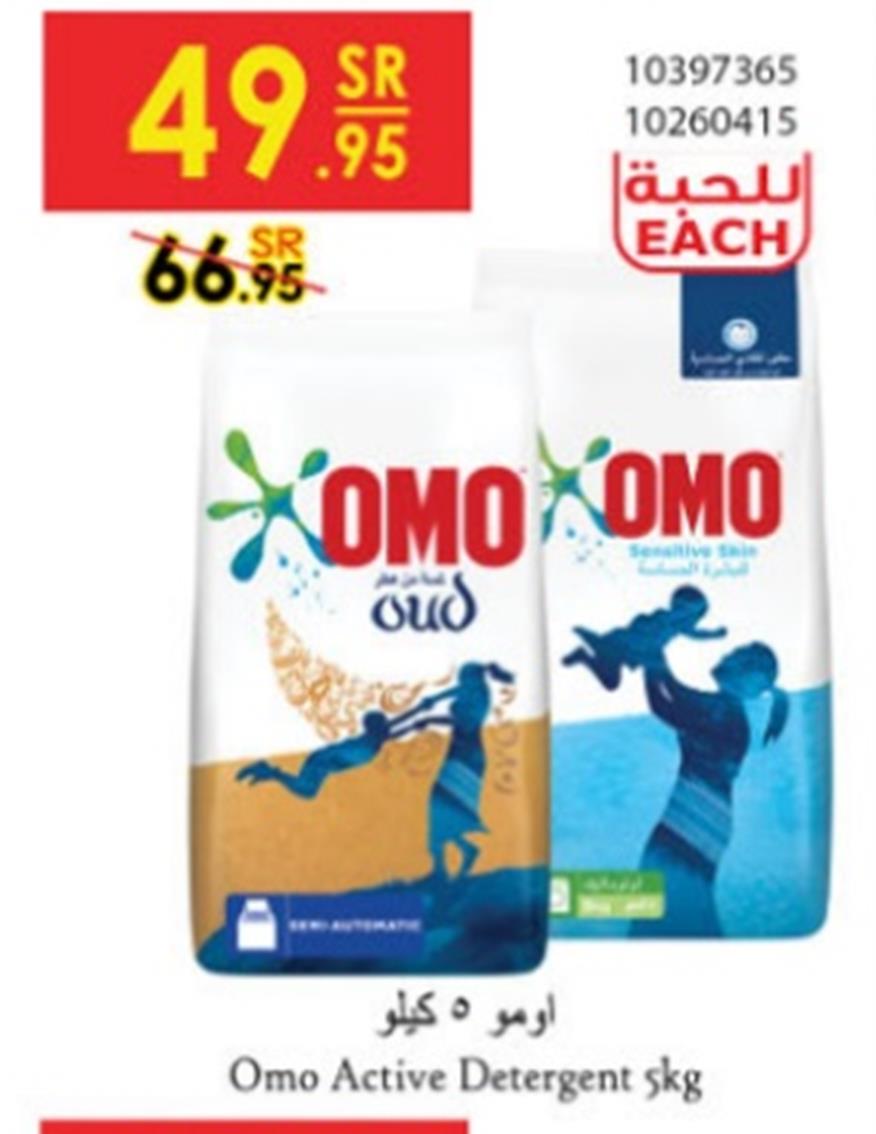 49.95 SR
10397365
10260415
للحبة
EACH
66.95 SR
OMO
oud
SEMI-AUTOMATIC
OMO
Sensitive Skin
للبشرة الحساسة
اومو ٥ كيلو
Omo Active Detergent 5kg